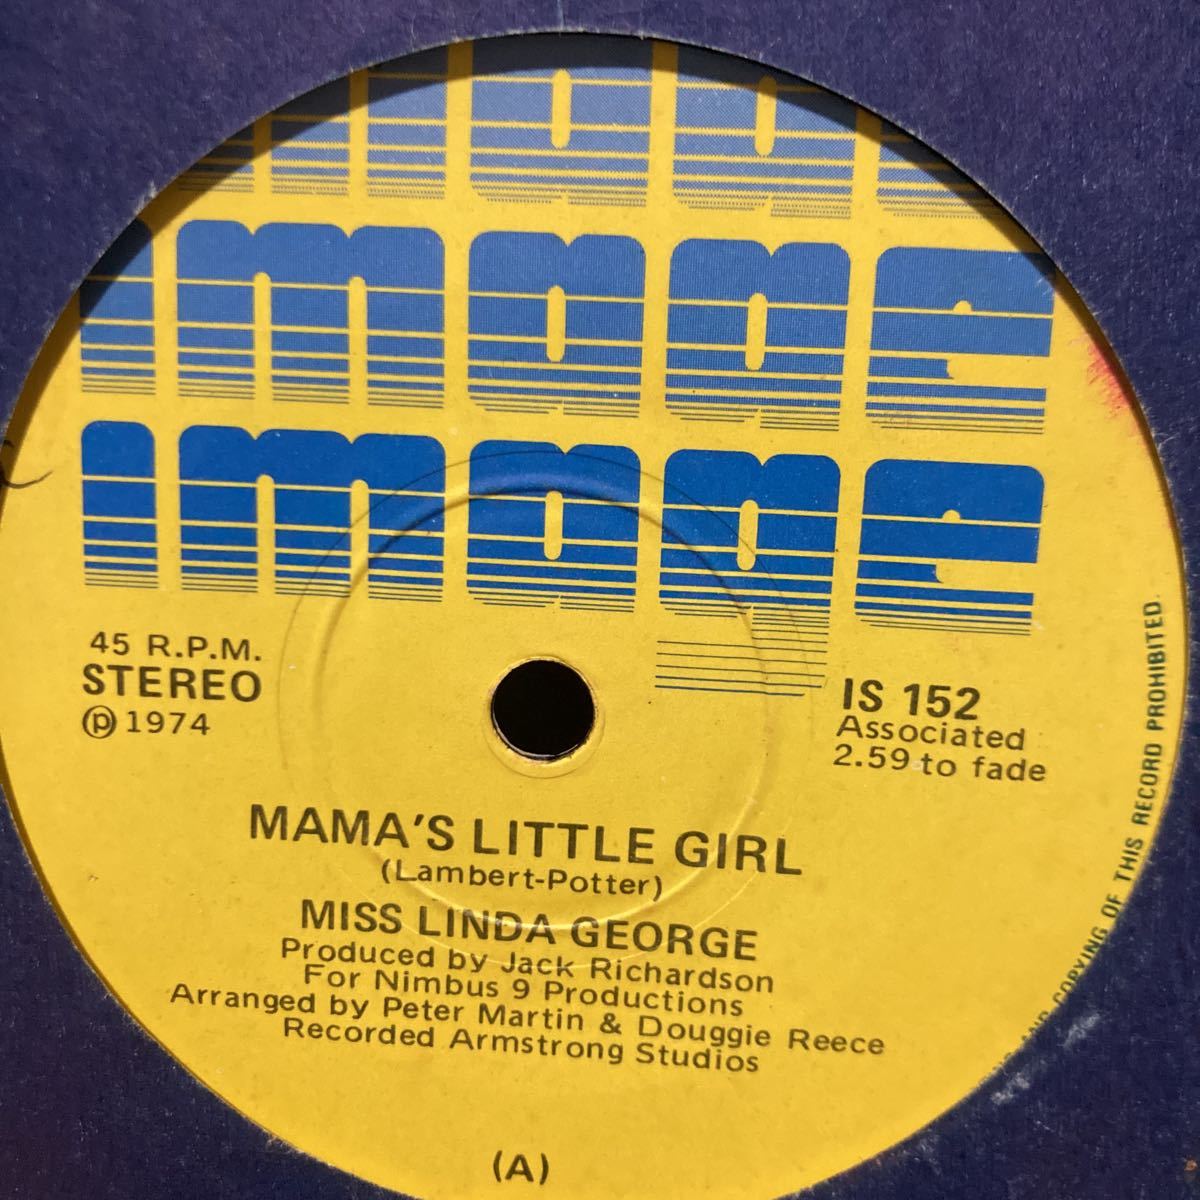 image
image
45 R.P.M.
STEREO
℗ 1974
IS 152
Associated
2.59 to fade
MAMA'S LITTLE GIRL
(Lambert-Potter)
MISS LINDA GEORGE
Produced by Jack Richardson
For Nimbus 9 Productions
Arranged by Peter Martin & Douggie Reece
Recorded Armstrong Studios
(A)
AND COPYING OF THIS RECORD PROHIBITED.